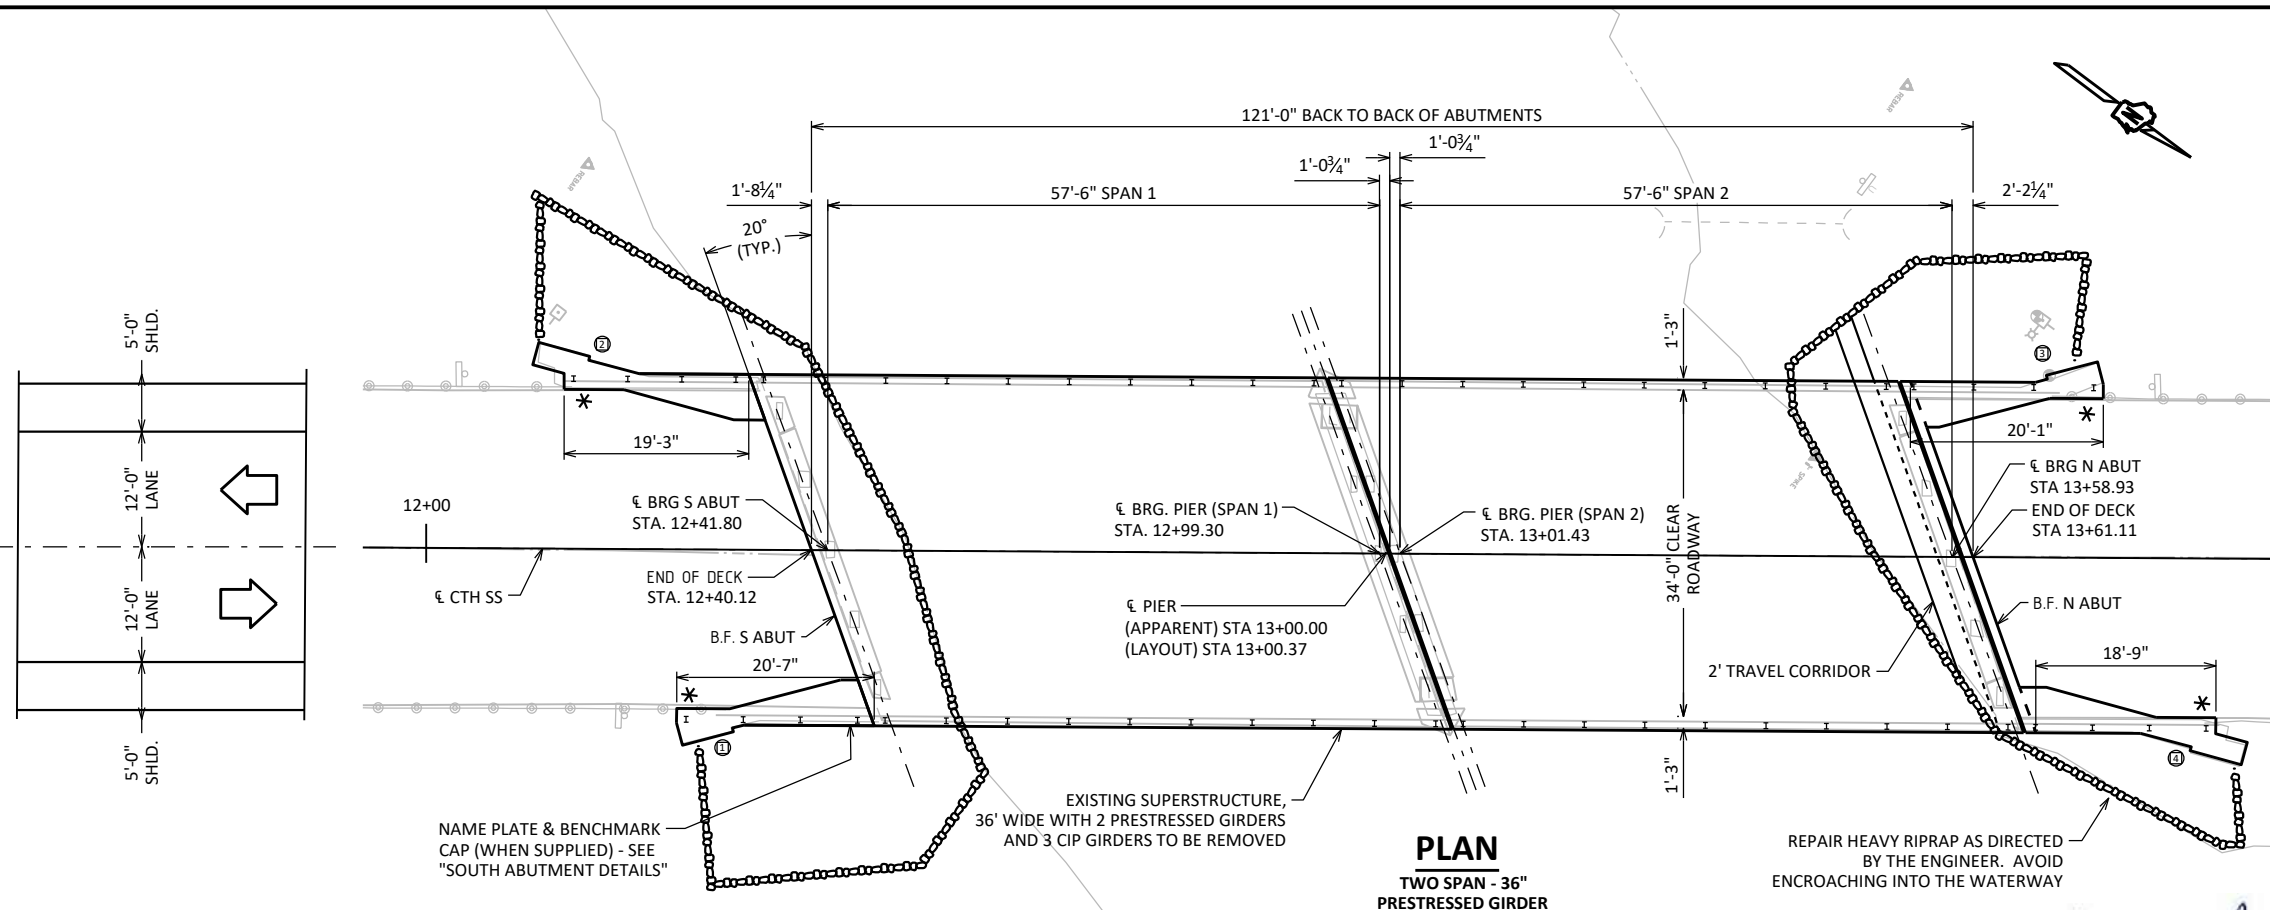 121'-0" BACK TO BACK OF ABUTMENTS
1'-0¾"
1'-0¾"
1'-8¼"
57'-6" SPAN 1
57'-6" SPAN 2
2'-2¼"
20°
(TYP.)
N
REBAR
REBAR
SPIKE
5'-0"
SHLD.
12'-0"
LANE
12'-0"
LANE
5'-0"
SHLD.
2
3
1'-3"
*
*
19'-3"
20'-1"
12+00
℄ BRG S ABUT
STA. 12+41.80
℄ BRG. PIER (SPAN 1)
STA. 12+99.30
℄ BRG. PIER (SPAN 2)
STA. 13+01.43
34'-0" CLEAR
ROADWAY
℄ BRG N ABUT
STA 13+58.93
END OF DECK
STA 13+61.11
℄ CTH SS
END OF DECK
STA. 12+40.12
B.F. S ABUT
℄ PIER
(APPARENT) STA 13+00.00
(LAYOUT) STA 13+00.37
B.F. N ABUT
2' TRAVEL CORRIDOR
20'-7"
18'-9"
*
*
1
4
1'-3"
NAME PLATE & BENCHMARK
CAP (WHEN SUPPLIED) - SEE
"SOUTH ABUTMENT DETAILS"
EXISTING SUPERSTRUCTURE,
36' WIDE WITH 2 PRESTRESSED GIRDERS
AND 3 CIP GIRDERS TO BE REMOVED
PLAN
TWO SPAN - 36"
PRESTRESSED GIRDER
REPAIR HEAVY RIPRAP AS DIRECTED
BY THE ENGINEER. AVOID
ENCROACHING INTO THE WATERWAY